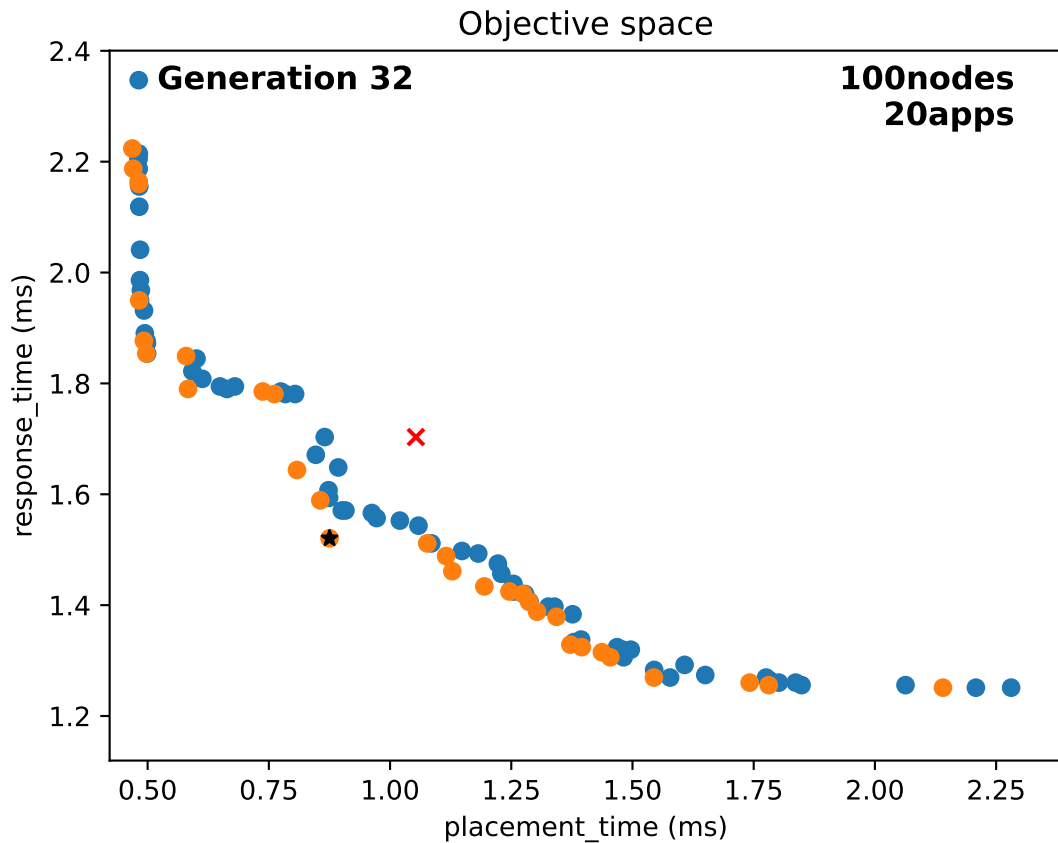 Objective space
Generation 32
100nodes
20apps
response_time (ms)
2.4
2.2
2.0
1.8
1.6
1.4
1.2
0.50 0.75 1.00 1.25 1.50 1.75 2.00 2.25
placement_time (ms)